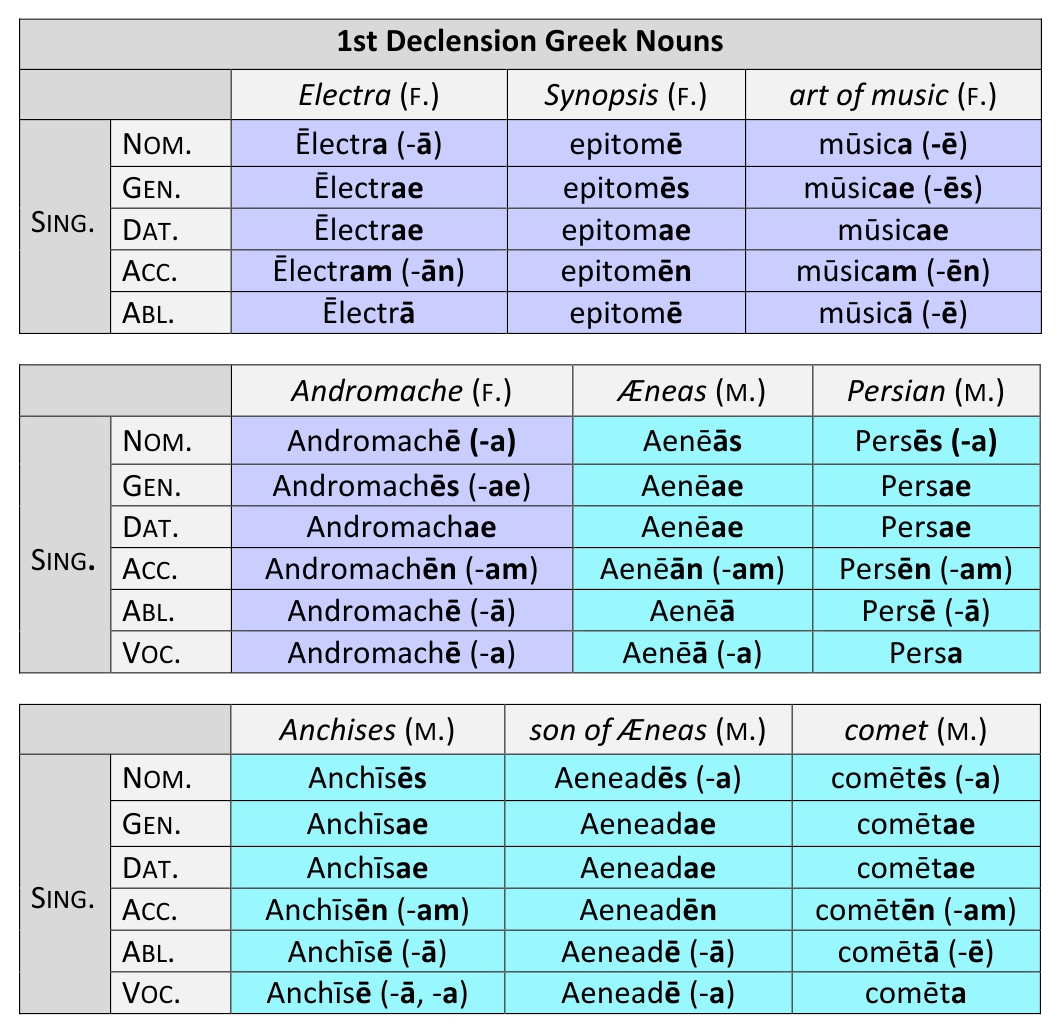 1st Declension Greek Nouns
Electra (F.) Synopsis (F.) art of music (F.)
SING.
NOM. Ēlectra (-ā) epitomē mūsica (-ē)
GEN. Ēlectrae epitomēs mūsicae (-ēs)
DAT. Ēlectrae epitomae mūsicae
ACC. Ēlectram (-ān) epitomēn mūsicam (-ēn)
ABL. Ēlectrā epitomē mūsicā (-ē)
Andromache (F.) Æneas (M.) Persian (M.)
SING.
NOM. Andromachē (-a) Aenēās Persēs (-a)
GEN. Andromachēs (-ae) Aenēae Persae
DAT. Andromachae Aenēae Persae
ACC. Andromachēn (-am) Aenēān (-am) Persēn (-am)
ABL. Andromachē (-ā) Aenēā Persē (-ā)
VOC. Andromachē (-a) Aenēā (-a) Persa
Anchises (M.) son of Æneas (M.) comet (M.)
SING.
NOM. Anchīsēs Aeneadēs (-a) comētēs (-a)
GEN. Anchīsae Aeneadae comētae
DAT. Anchīsae Aeneadae comētae
ACC. Anchīsēn (-am) Aeneadēn comētēn (-am)
ABL. Anchīsē (-ā) Aeneadē (-ā) comētā (-ē)
VOC. Anchīsē (-ā, -a) Aeneadē (-a) comēta